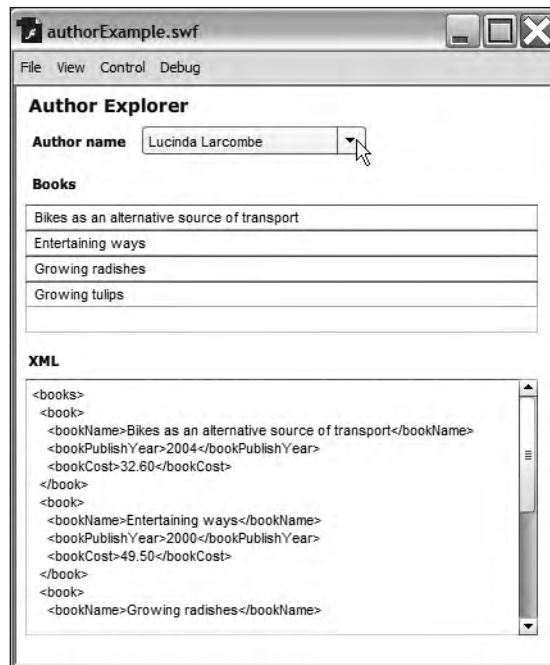 authorExample.swf
File View Control Debug
Author Explorer
Author name Lucinda Larcombe
Books
Bikes as an alternative source of transport
Entertaining ways
Growing radishes
Growing tulips
XML
<books>
<book>
<bookName>Bikes as an alternative source of transport</bookName>
<bookPublishYear>2004</bookPublishYear>
<bookCost>32.60</bookCost>
</book>
<book>
<bookName>Entertaining ways</bookName>
<bookPublishYear>2000</bookPublishYear>
<bookCost>49.50</bookCost>
</book>
<book>
<bookName>Growing radishes</bookName>